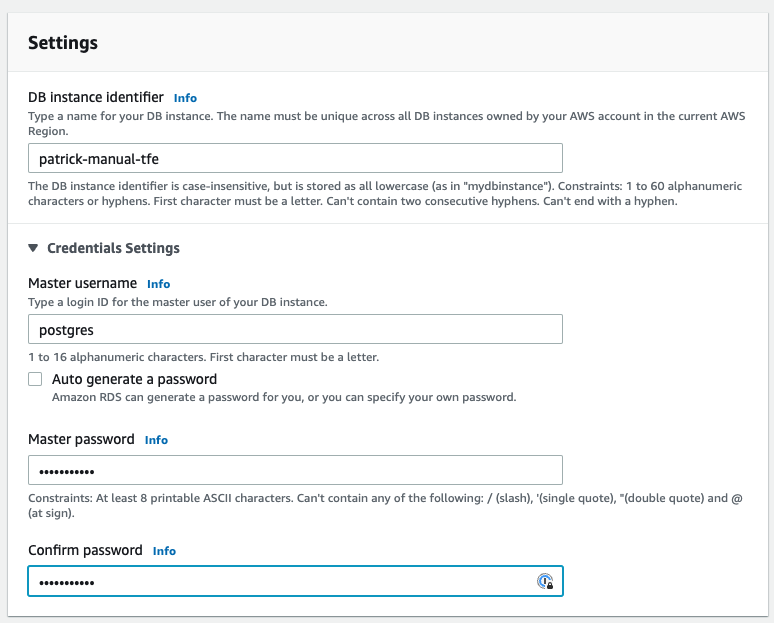 Settings
DB instance identifier Info
Type a name for your DB instance. The name must be unique across all DB instances owned by your AWS account in the current AWS
Region.
patrick-manual-tfe
The DB instance identifier is case-insensitive, but is stored as all lowercase (as in "mydbinstance"). Constraints: 1 to 60 alphanumeric
characters or hyphens. First character must be a letter. Can't contain two consecutive hyphens. Can't end with a hyphen.
Credentials Settings
Master username Info
Type a login ID for the master user of your DB instance.
postgres
1 to 16 alphanumeric characters. First character must be a letter.
Auto generate a password
Amazon RDS can generate a password for you, or you can specify your own password.
Master password Info
•••••••••••
Constraints: At least 8 printable ASCII characters. Can't contain any of the following: / (slash), '(single quote), "(double quote) and @
(at sign).
Confirm password Info
•••••••••••